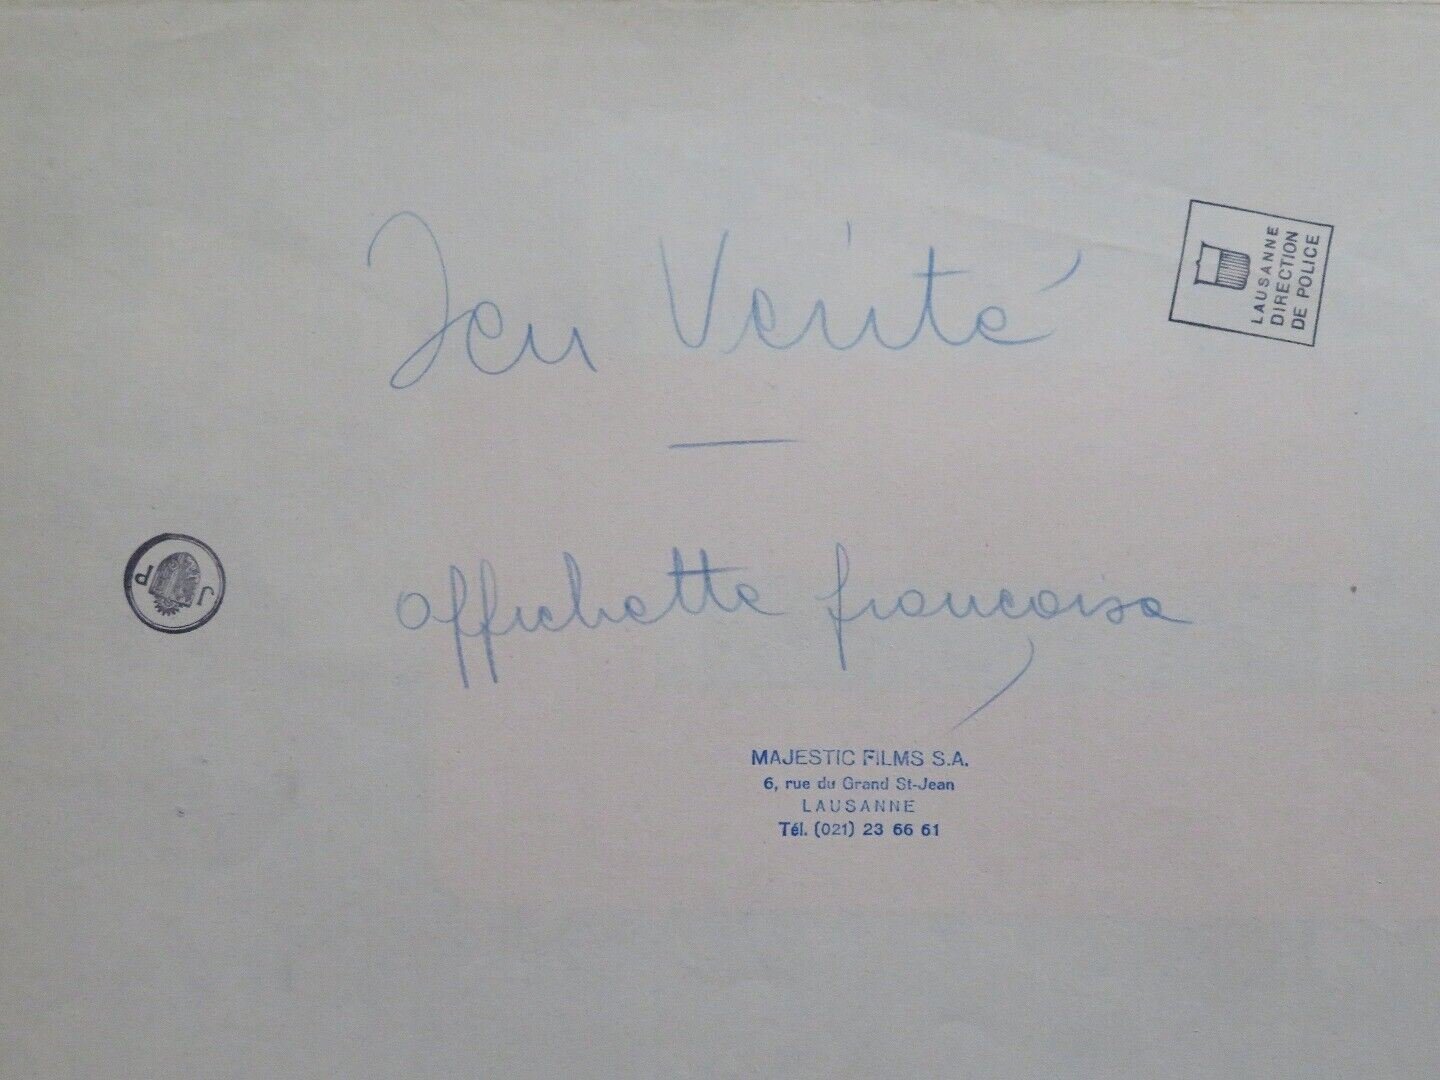 Jeu Vérité
affichette française
LAUSANNE
DIRECTION
DE POLICE
J P
MAJESTIC FILMS S.A.
6, rue du Grand St-Jean
LAUSANNE
Tél. (021) 23 66 61